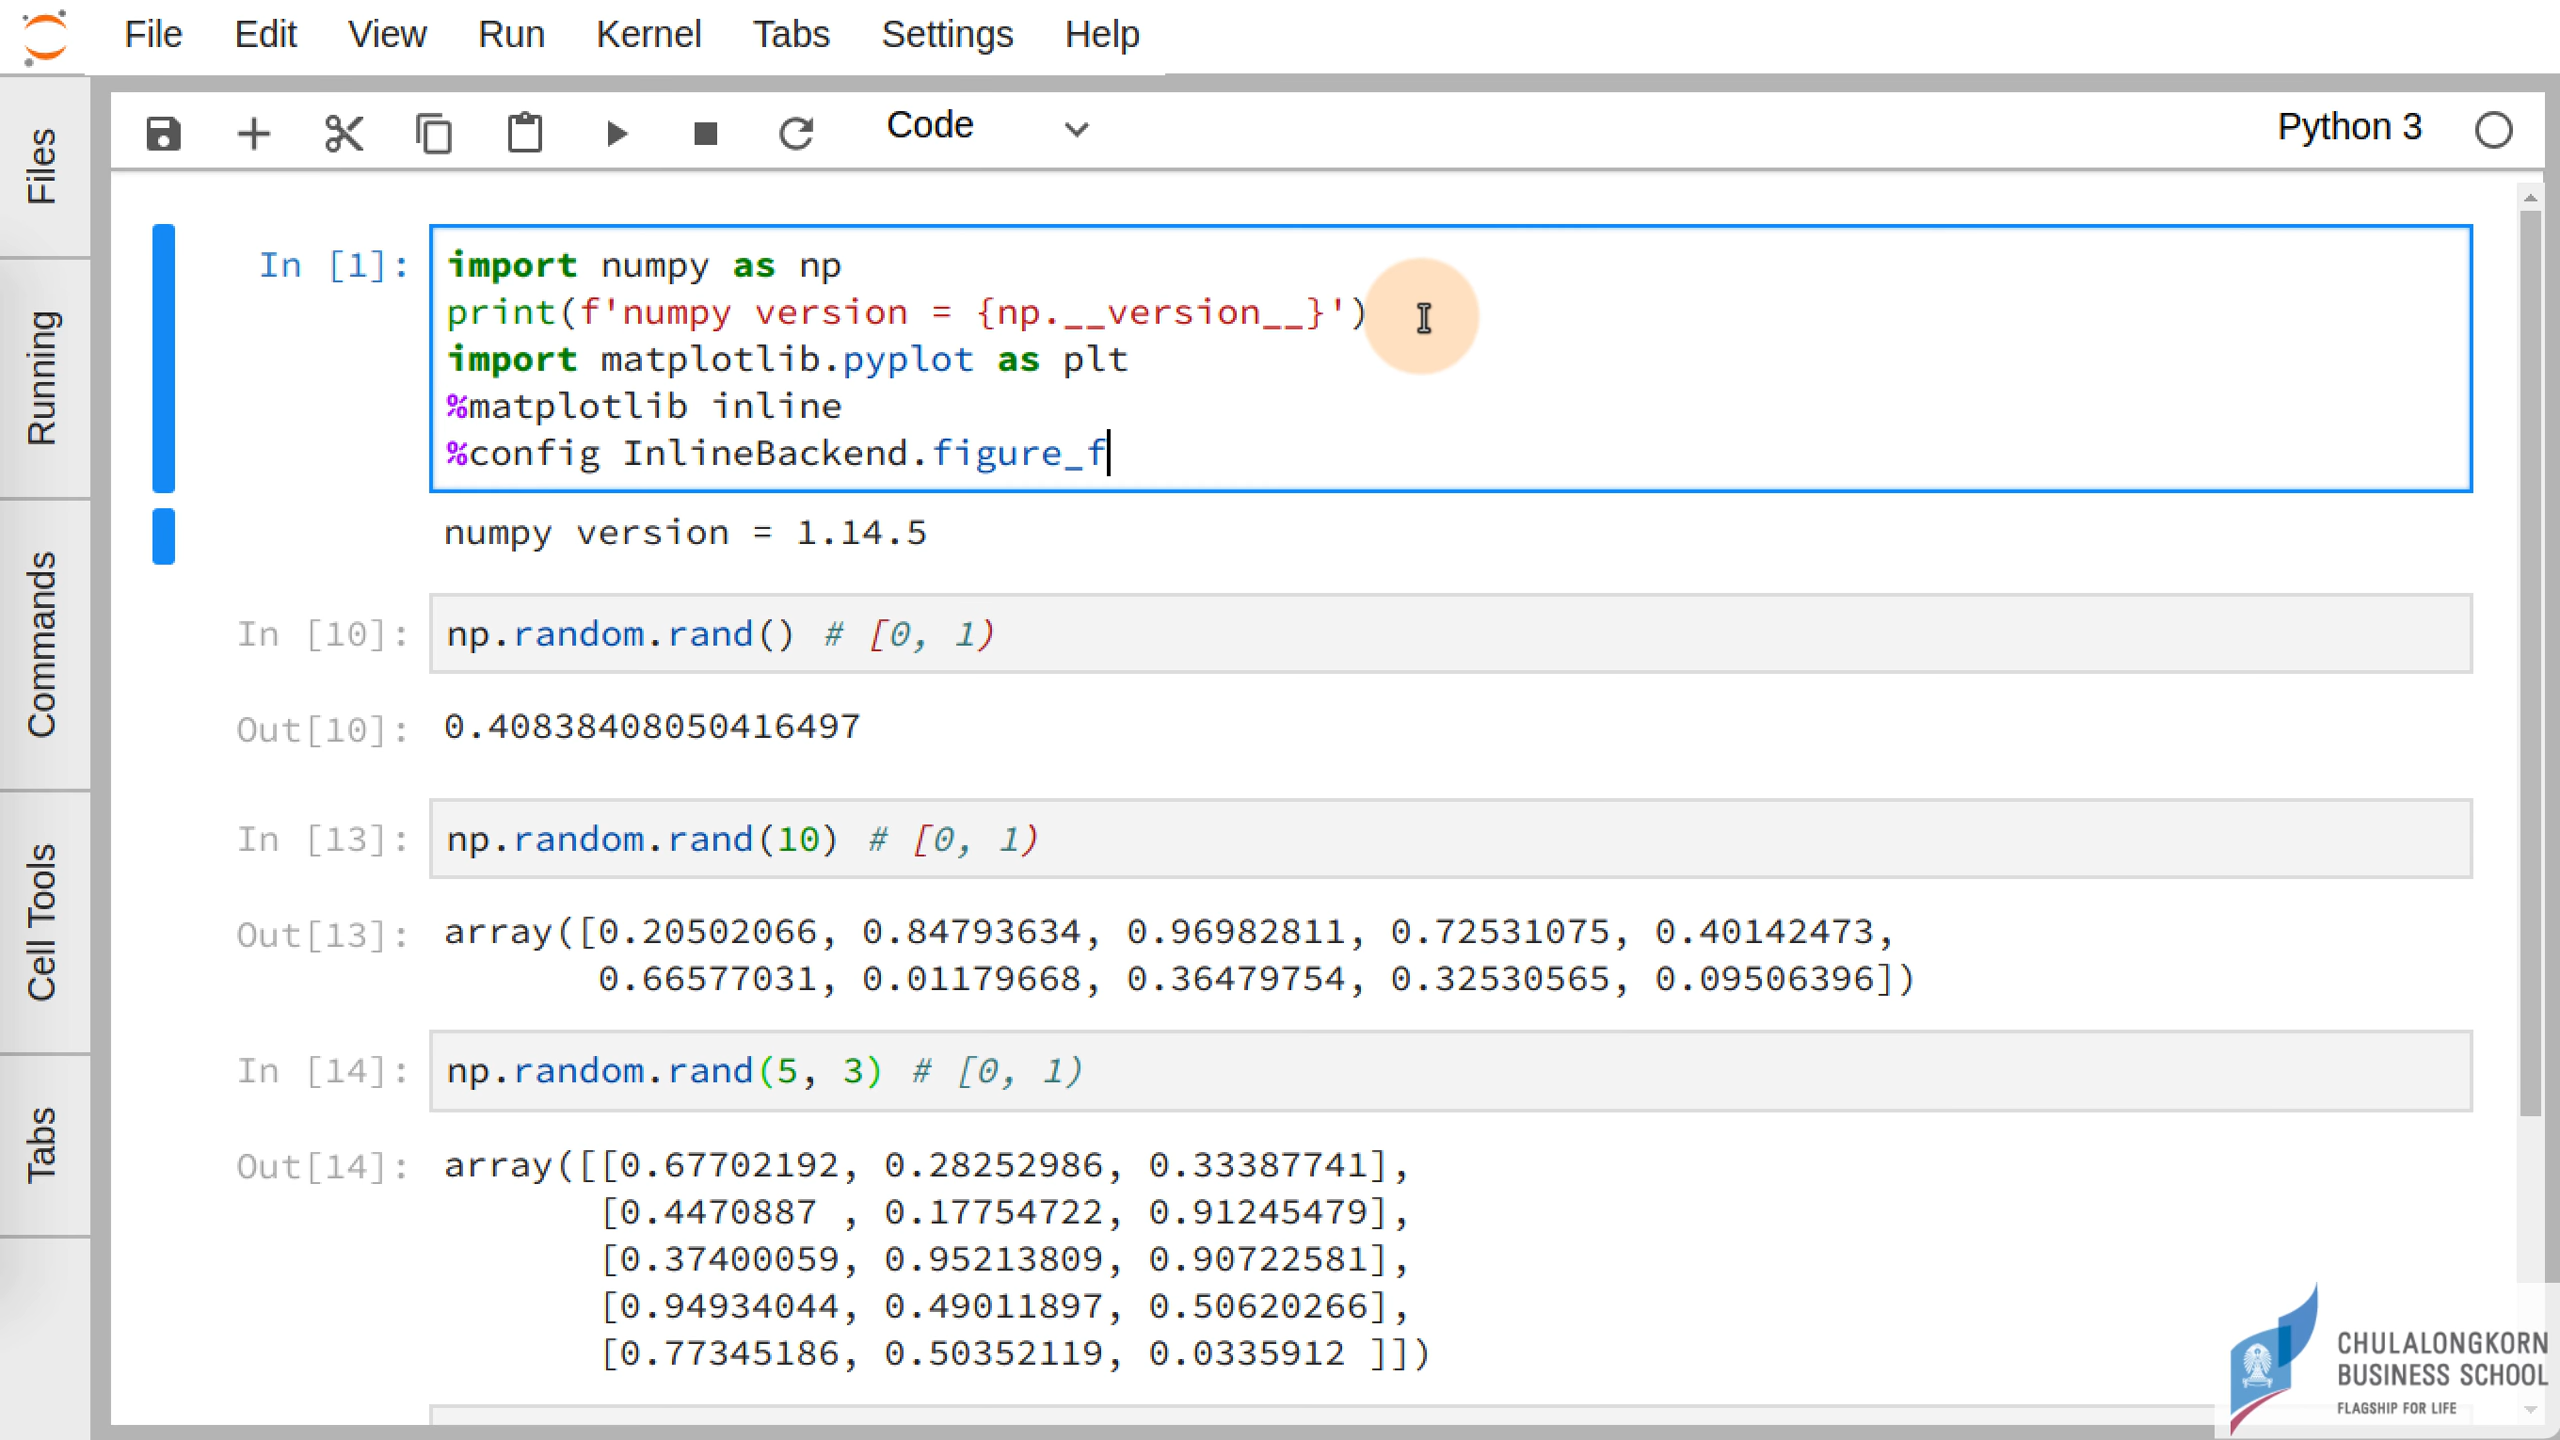 File Edit View Run Kernel Tabs Settings Help
Code Python 3
Files
Running
Commands
Cell Tools
Tabs
In [1]: import numpy as np
print(f'numpy version = {np.__version__}')
import matplotlib.pyplot as plt
%matplotlib inline
%config InlineBackend.figure_f
numpy version = 1.14.5
In [10]: np.random.rand() # [0, 1)
Out[10]: 0.40838408050416497
In [13]: np.random.rand(10) # [0, 1)
Out[13]: array([0.20502066, 0.84793634, 0.96982811, 0.72531075, 0.40142473,
0.66577031, 0.01179668, 0.36479754, 0.32530565, 0.09506396])
In [14]: np.random.rand(5, 3) # [0, 1)
Out[14]: array([[0.67702192, 0.28252986, 0.33387741],
[0.4470887 , 0.17754722, 0.91245479],
[0.37400059, 0.95213809, 0.90722581],
[0.94934044, 0.49011897, 0.50620266],
[0.77345186, 0.50352119, 0.0335912 ]])
CHULALONGKORN
BUSINESS SCHOOL
FLAGSHIP FOR LIFE